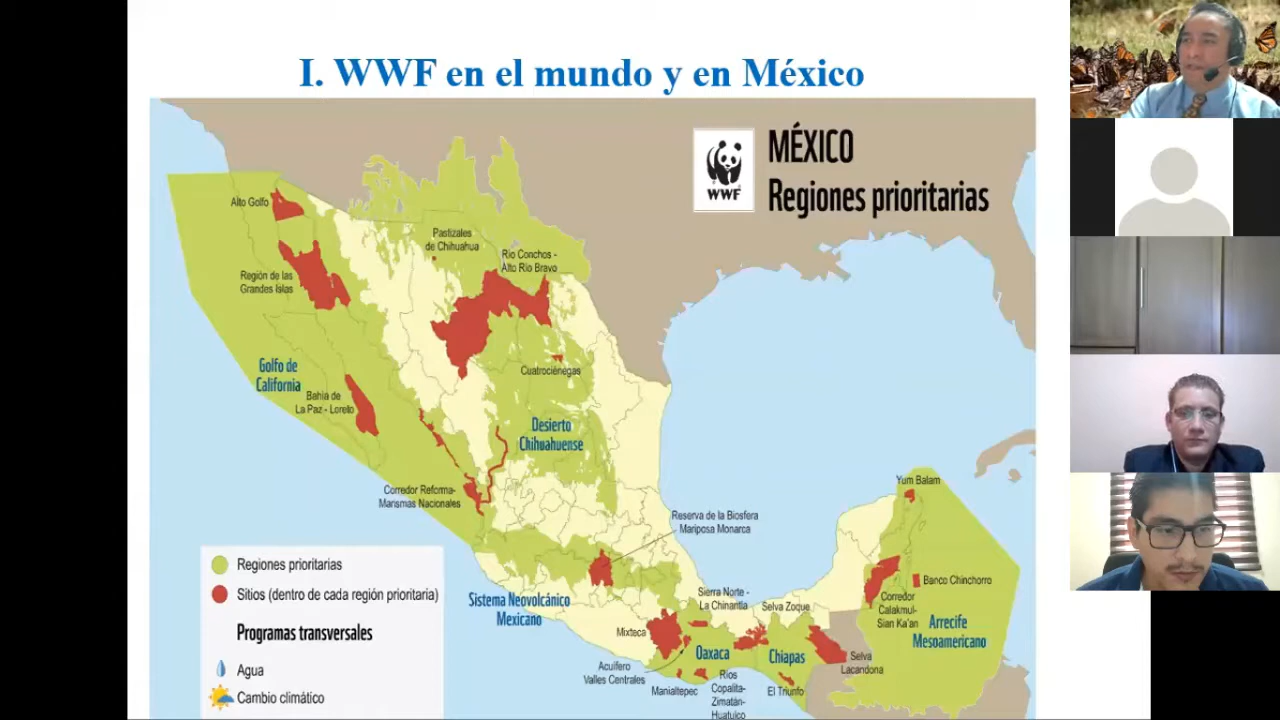 I. WWF en el mundo y en México
WWF
MÉXICO
Regiones prioritarias
Alto Golfo
Pastizales
de Chihuahua
Río Conchos -
Alto Río Bravo
Región de las
Grandes Islas
Golfo de
California
Cuatrociénegas
Bahía de
La Paz - Loreto
Desierto
Chihuahuense
Corredor Reforma-
Marismas Nacionales
Yum Balam
Reserva de la Biosfera
Mariposa Monarca
Regiones prioritarias
Sitios (dentro de cada región prioritaria)
Programas transversales
Agua
Cambio climático
Sistema Neovolcánico
Mexicano
Sierra Norte -
La Chinantla
Selva Zoque
Banco Chinchorro
Corredor
Calakmul-
Sian Ka'an
Arrecife
Mesoamericano
Mixteca
Oaxaca
Chiapas
Selva
Lacandona
Acuífero
Valles Centrales
Manialtepec
Ríos
Copalita-
Zimatán-
Huatulco
El Triunfo